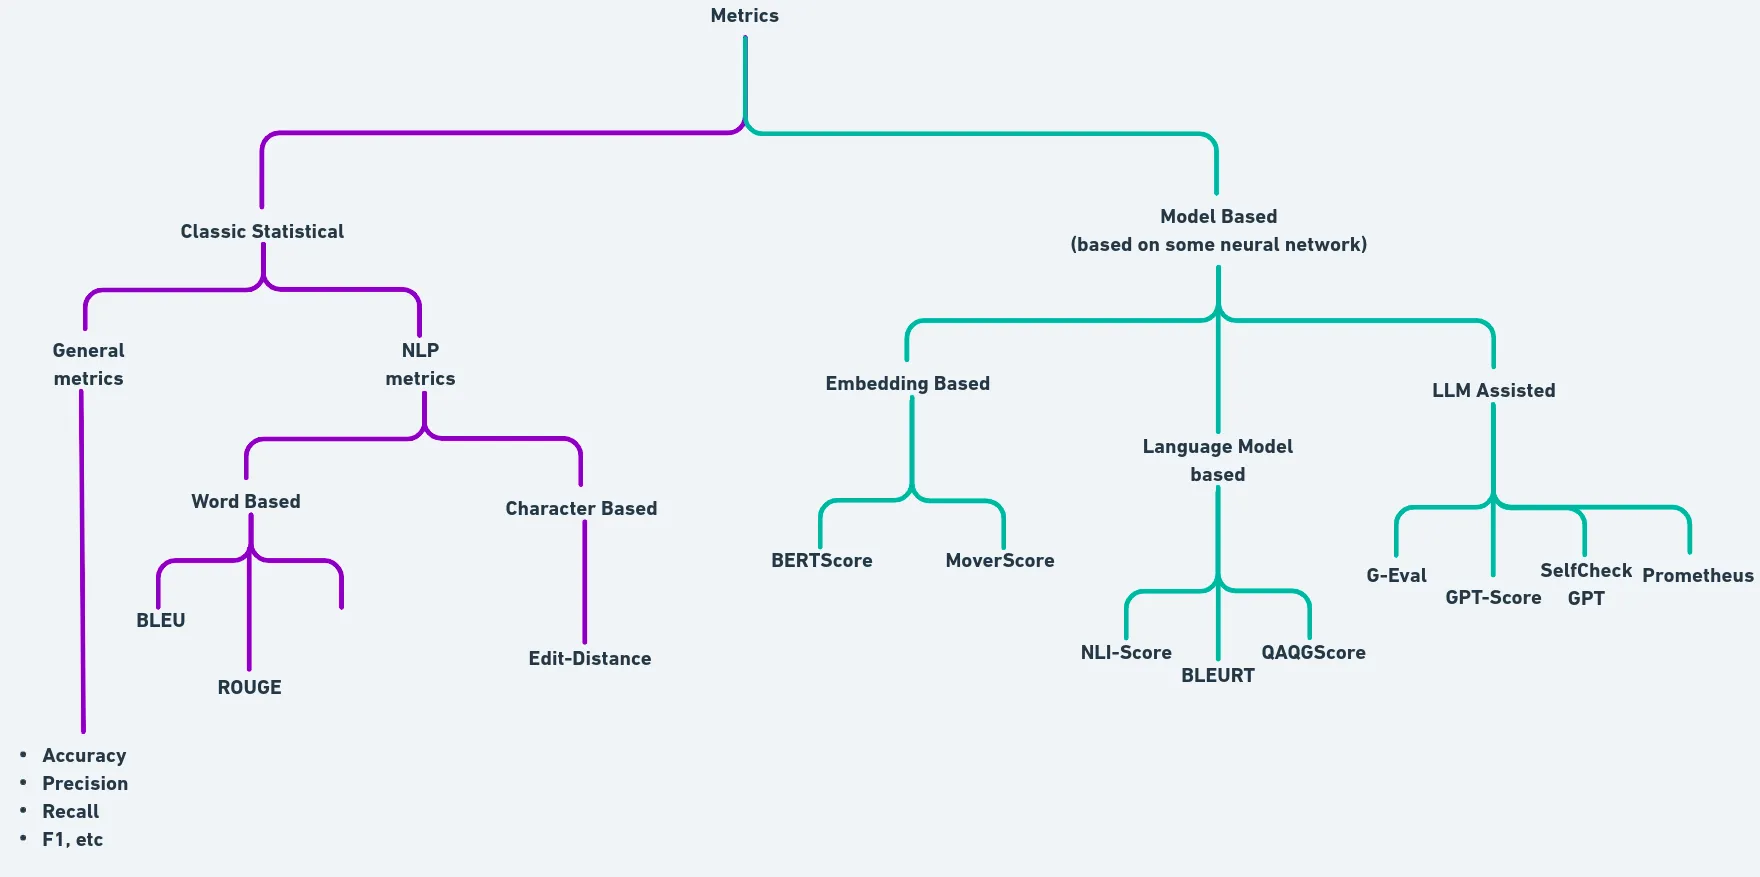 Metrics
Classic Statistical
Model Based
(based on some neural network)
General
metrics
NLP
metrics
Embedding Based
Language Model
based
LLM Assisted
Word Based
Character Based
BERTScore
MoverScore
G-Eval
GPT-Score
SelfCheck
GPT
Prometheus
BLEU
ROUGE
Edit-Distance
NLI-Score
BLEURT
QAQGScore
• Accuracy
• Precision
• Recall
• F1, etc